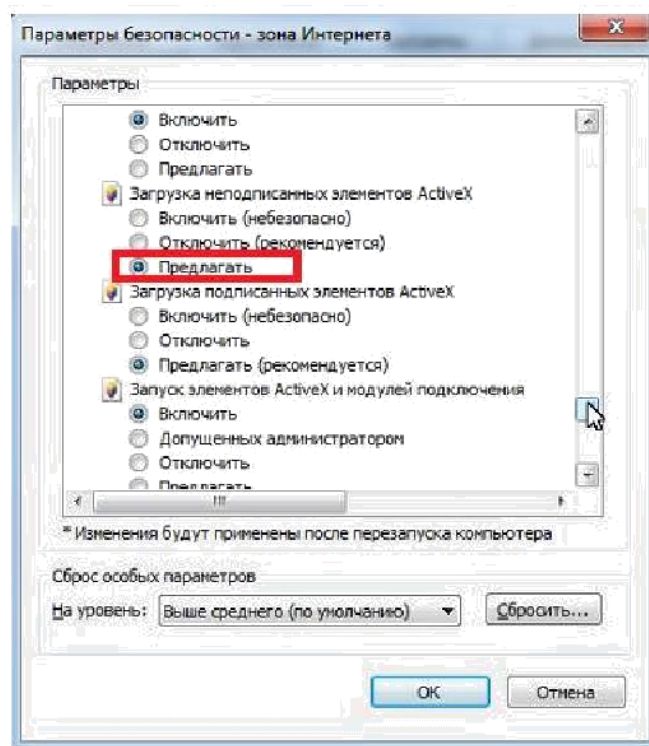 Параметры безопасности - зона Интернета
Параметры
Включить
Отключить
Предлагать
Загрузка неподписанных элементов ActiveX
Включить (небезопасно)
Отключить (рекомендуется)
Предлагать
Загрузка подписанных элементов ActiveX
Включить (небезопасно)
Отключить
Предлагать (рекомендуется)
Запуск элементов ActiveX и модулей подключения
Включить
Допущенных администратором
Отключить
Предлагать
* Изменения будут применены после перезапуска компьютера
Сброс особых параметров
На уровень: Выше среднего (по умолчанию) Сбросить...
ОК Отмена